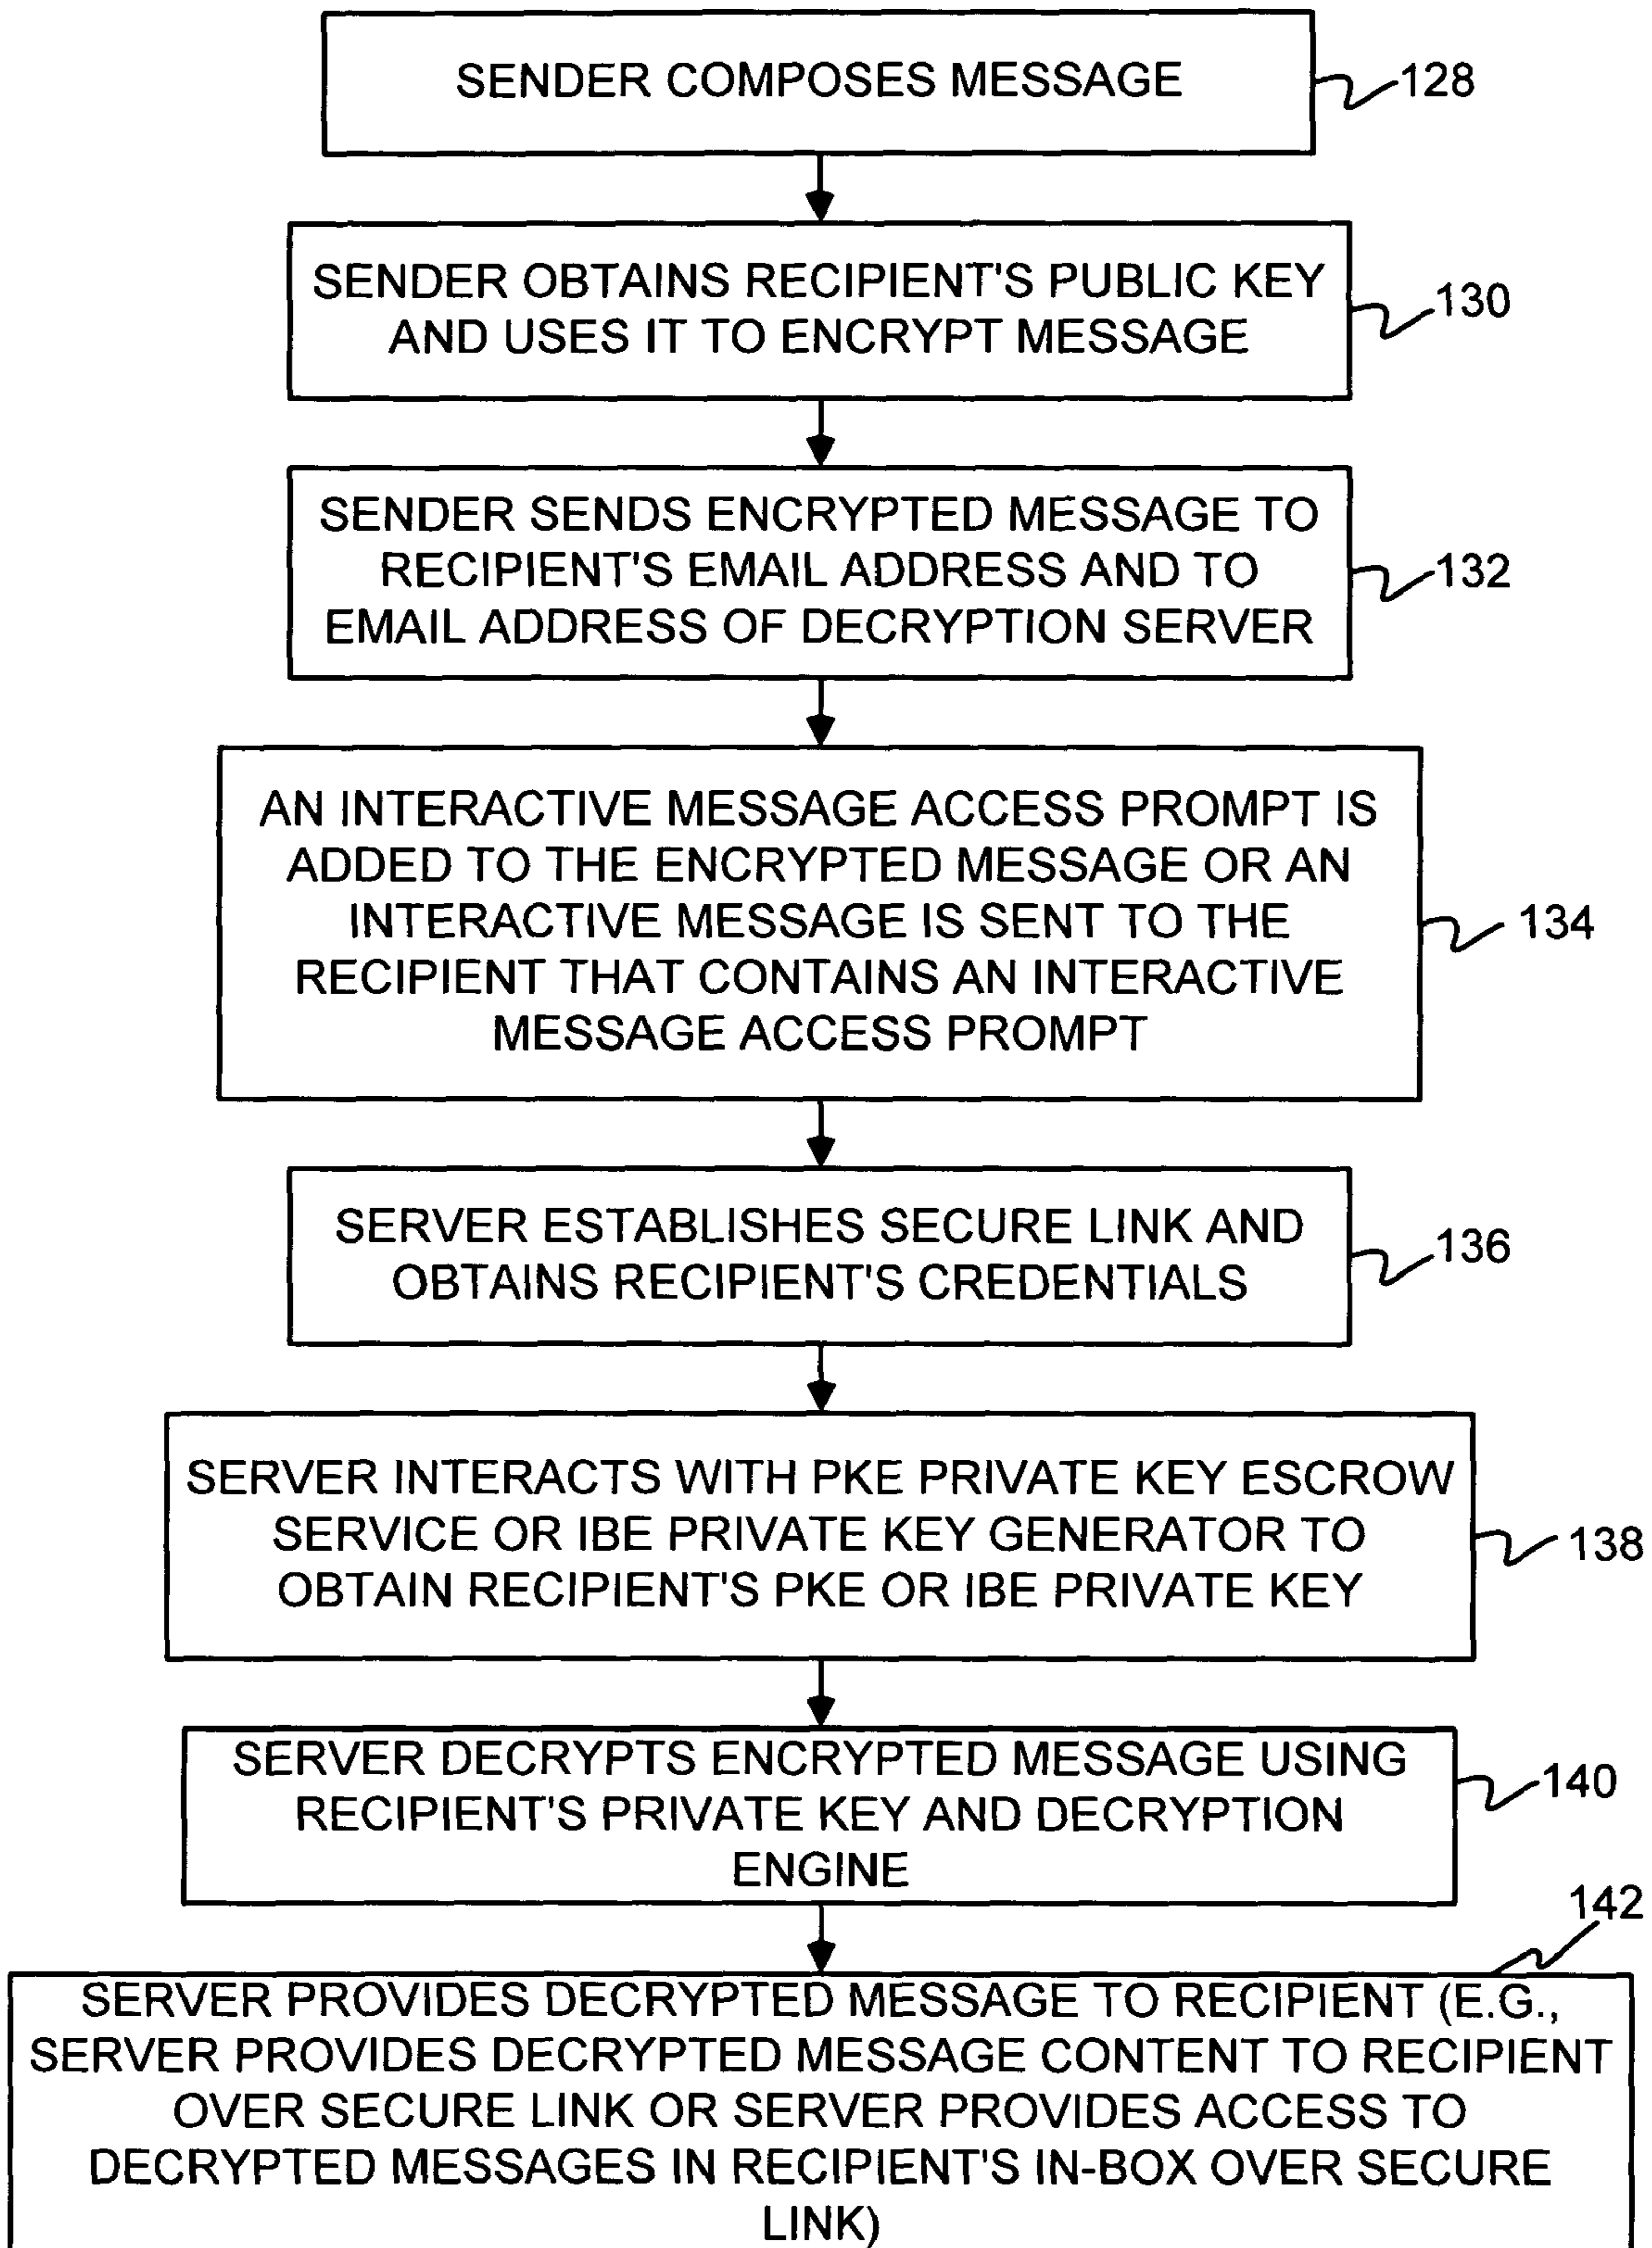 SENDER COMPOSES MESSAGE
128
SENDER OBTAINS RECIPIENT'S PUBLIC KEY
AND USES IT TO ENCRYPT MESSAGE
130
SENDER SENDS ENCRYPTED MESSAGE TO
RECIPIENT'S EMAIL ADDRESS AND TO
EMAIL ADDRESS OF DECRYPTION SERVER
132
AN INTERACTIVE MESSAGE ACCESS PROMPT IS
ADDED TO THE ENCRYPTED MESSAGE OR AN
INTERACTIVE MESSAGE IS SENT TO THE
RECIPIENT THAT CONTAINS AN INTERACTIVE
MESSAGE ACCESS PROMPT
134
SERVER ESTABLISHES SECURE LINK AND
OBTAINS RECIPIENT'S CREDENTIALS
136
SERVER INTERACTS WITH PKE PRIVATE KEY ESCROW
SERVICE OR IBE PRIVATE KEY GENERATOR TO
OBTAIN RECIPIENT'S PKE OR IBE PRIVATE KEY
138
SERVER DECRYPTS ENCRYPTED MESSAGE USING
RECIPIENT'S PRIVATE KEY AND DECRYPTION
ENGINE
140
142
SERVER PROVIDES DECRYPTED MESSAGE TO RECIPIENT (E.G.,
SERVER PROVIDES DECRYPTED MESSAGE CONTENT TO RECIPIENT
OVER SECURE LINK OR SERVER PROVIDES ACCESS TO
DECRYPTED MESSAGES IN RECIPIENT'S IN-BOX OVER SECURE
LINK)